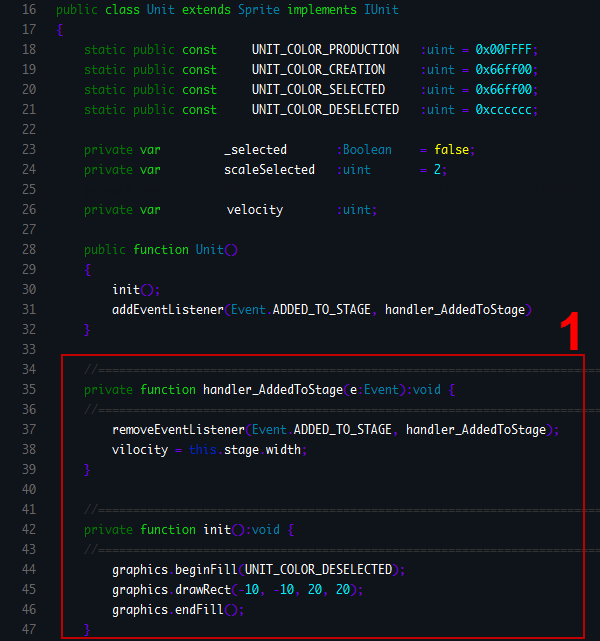 16 public class Unit extends Sprite implements IUnit
17 {
18 static public const UNIT_COLOR_PRODUCTION :uint = 0x00FFFF;
19 static public const UNIT_COLOR_CREATION :uint = 0x66ff00;
20 static public const UNIT_COLOR_SELECTED :uint = 0x66ff00;
21 static public const UNIT_COLOR_DESELECTED :uint = 0xcccccc;
22
23 private var _selected :Boolean = false;
24 private var scaleSelected :uint = 2;
25
26 private var velocity :uint;
27
28 public function Unit()
29 {
30 init();
31 addEventListener(Event.ADDED_TO_STAGE, handler_AddedToStage)
32 }
33
1
34 //==============================================================
35 private function handler_AddedToStage(e:Event):void {
36 //==============================================================
37 removeEventListener(Event.ADDED_TO_STAGE, handler_AddedToStage);
38 vilocity = this.stage.width;
39 }
40
41 //==============================================================
42 private function init():void {
43 //==============================================================
44 graphics.beginFill(UNIT_COLOR_DESELECTED);
45 graphics.drawRect(-10, -10, 20, 20);
46 graphics.endFill();
47 }